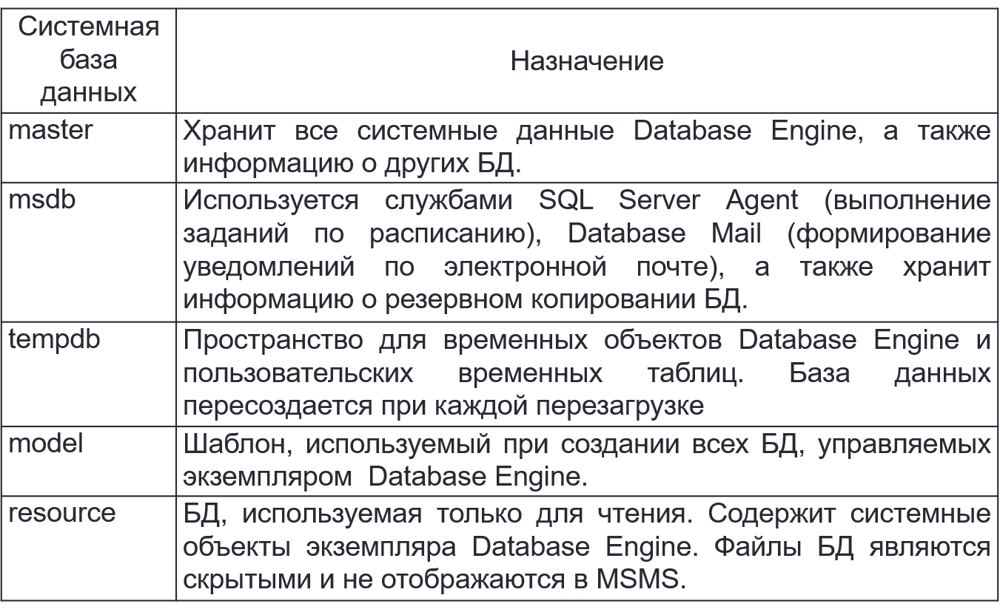 Системная
база
данных
Назначение
master
Хранит все системные данные Database Engine, а также
информацию о других БД.
msdb
Используется службами SQL Server Agent (выполнение
заданий по расписанию), Database Mail (формирование
уведомлений по электронной почте), а также хранит
информацию о резервном копировании БД.
tempdb
Пространство для временных объектов Database Engine и
пользовательских временных таблиц. База данных
пересоздается при каждой перезагрузке
model
Шаблон, используемый при создании всех БД, управляемых
экземпляром Database Engine.
resource
БД, используемая только для чтения. Содержит системные
объекты экземпляра Database Engine. Файлы БД являются
скрытыми и не отображаются в MSMS.